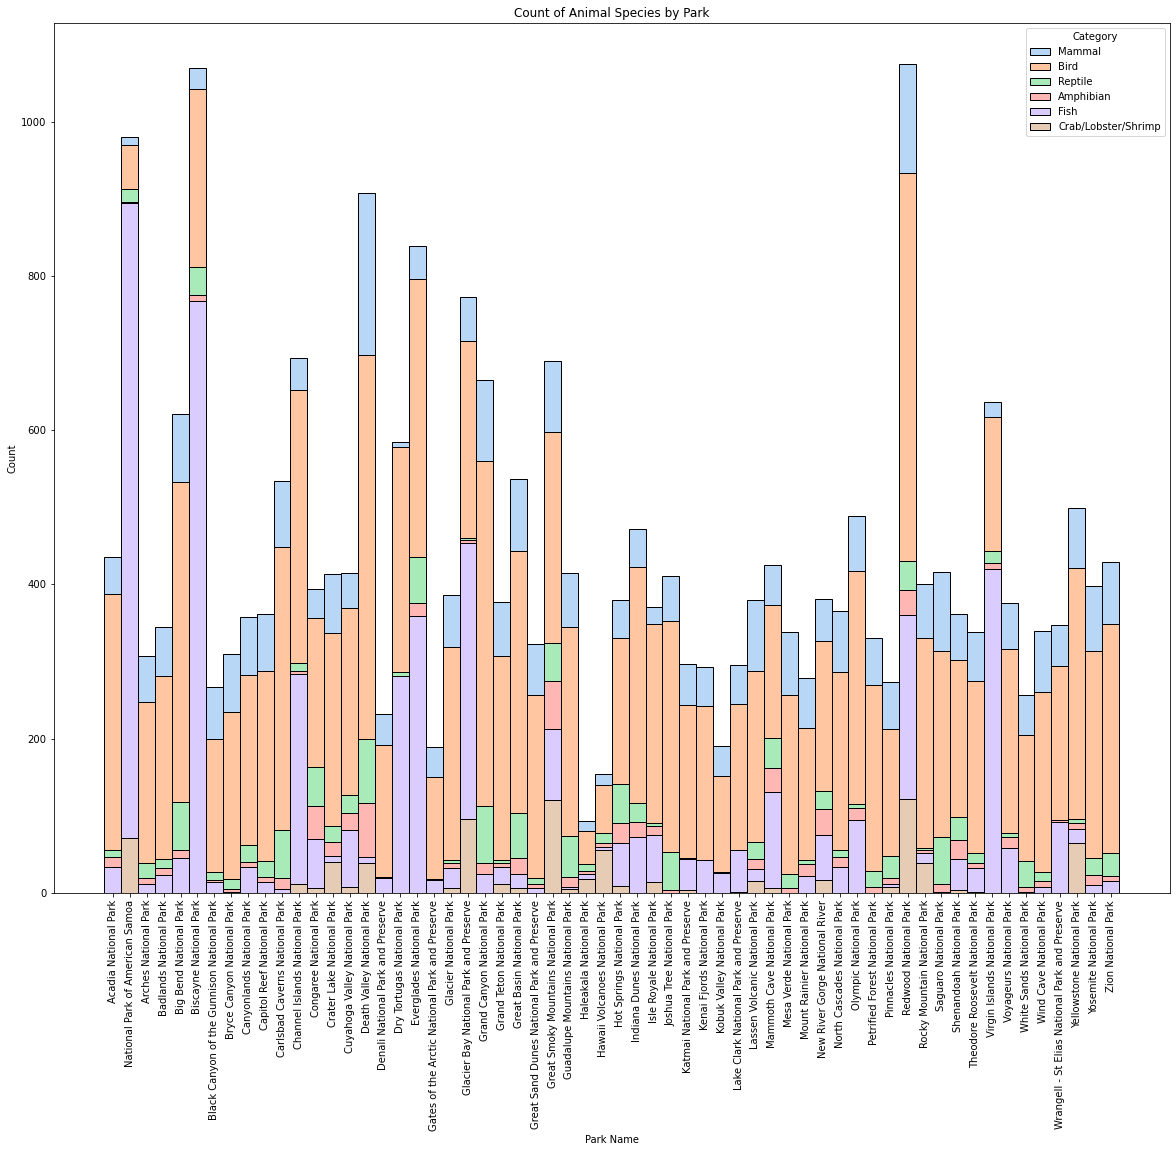 Count of Animal Species by Park
Category
Mammal
Bird
Reptile
Amphibian
Fish
Crab/Lobster/Shrimp
1000
800
600
400
200
0
Count
Acadia National Park
National Park of American Samoa
Arches National Park
Badlands National Park
Big Bend National Park
Biscayne National Park
Black Canyon of the Gunnison National Park
Bryce Canyon National Park
Canyonlands National Park
Capitol Reef National Park
Carlsbad Caverns National Park
Channel Islands National Park
Congaree National Park
Crater Lake National Park
Cuyahoga Valley National Park
Death Valley National Park
Denali National Park and Preserve
Dry Tortugas National Park
Everglades National Park
Gates of the Arctic National Park and Preserve
Glacier National Park
Glacier Bay National Park and Preserve
Grand Canyon National Park
Grand Teton National Park
Great Basin National Park
Great Sand Dunes National Park and Preserve
Great Smoky Mountains National Park
Guadalupe Mountains National Park
Haleakala National Park
Hawaii Volcanoes National Park
Hot Springs National Park
Indiana Dunes National Park
Isle Royale National Park
Joshua Tree National Park
Katmai National Park and Preserve
Kenai Fjords National Park
Kobuk Valley National Park
Lake Clark National Park and Preserve
Lassen Volcanic National Park
Mammoth Cave National Park
Mesa Verde National Park
Mount Rainier National Park
New River Gorge National River
North Cascades National Park
Olympic National Park
Petrified Forest National Park
Pinnacles National Park
Redwood National Park
Rocky Mountain National Park
Saguaro National Park
Shenandoah National Park
Theodore Roosevelt National Park
Virgin Islands National Park
Voyageurs National Park
White Sands National Park
Wind Cave National Park
Wrangell - St Elias National Park and Preserve
Yellowstone National Park
Yosemite National Park
Zion National Park
Park Name